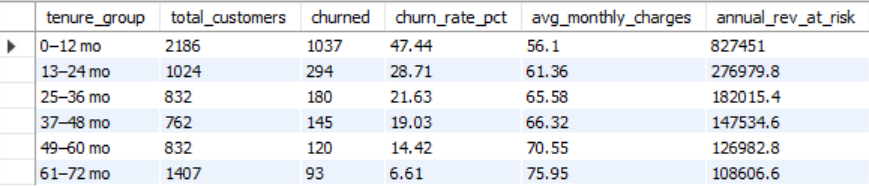 tenure_group total_customers churned churn_rate_pct avg_monthly_charges annual_rev_at_risk
0–12 mo 2186 1037 47.44 56.1 827451
13–24 mo 1024 294 28.71 61.36 276979.8
25–36 mo 832 180 21.63 65.58 182015.4
37–48 mo 762 145 19.03 66.32 147534.6
49–60 mo 832 120 14.42 70.55 126982.8
61–72 mo 1407 93 6.61 75.95 108606.6